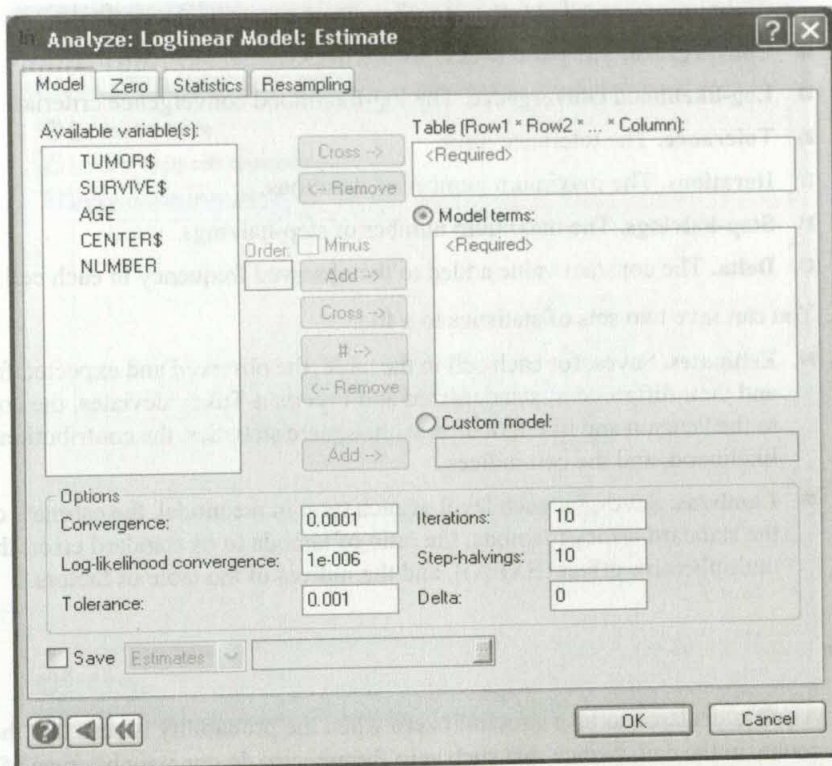 Analyze: Loglinear Model: Estimate
Model Zero Statistics Resampling
Available variable(s):
TUMOR$
SURVIVE$
AGE
CENTER$
NUMBER
Cross -->
<-- Remove
Table (Row1 * Row2 * ... * Column):
<Required>
Model terms:
<Required>
Order: Minus
Add -->
Cross -->
# -->
<-- Remove
Custom model:
Add -->
Options
Convergence: 0.0001 Iterations: 10
Log-likelihood convergence: 1e-006 Step-halvings: 10
Tolerance: 0.001 Delta: 0
Save Estimates
OK Cancel